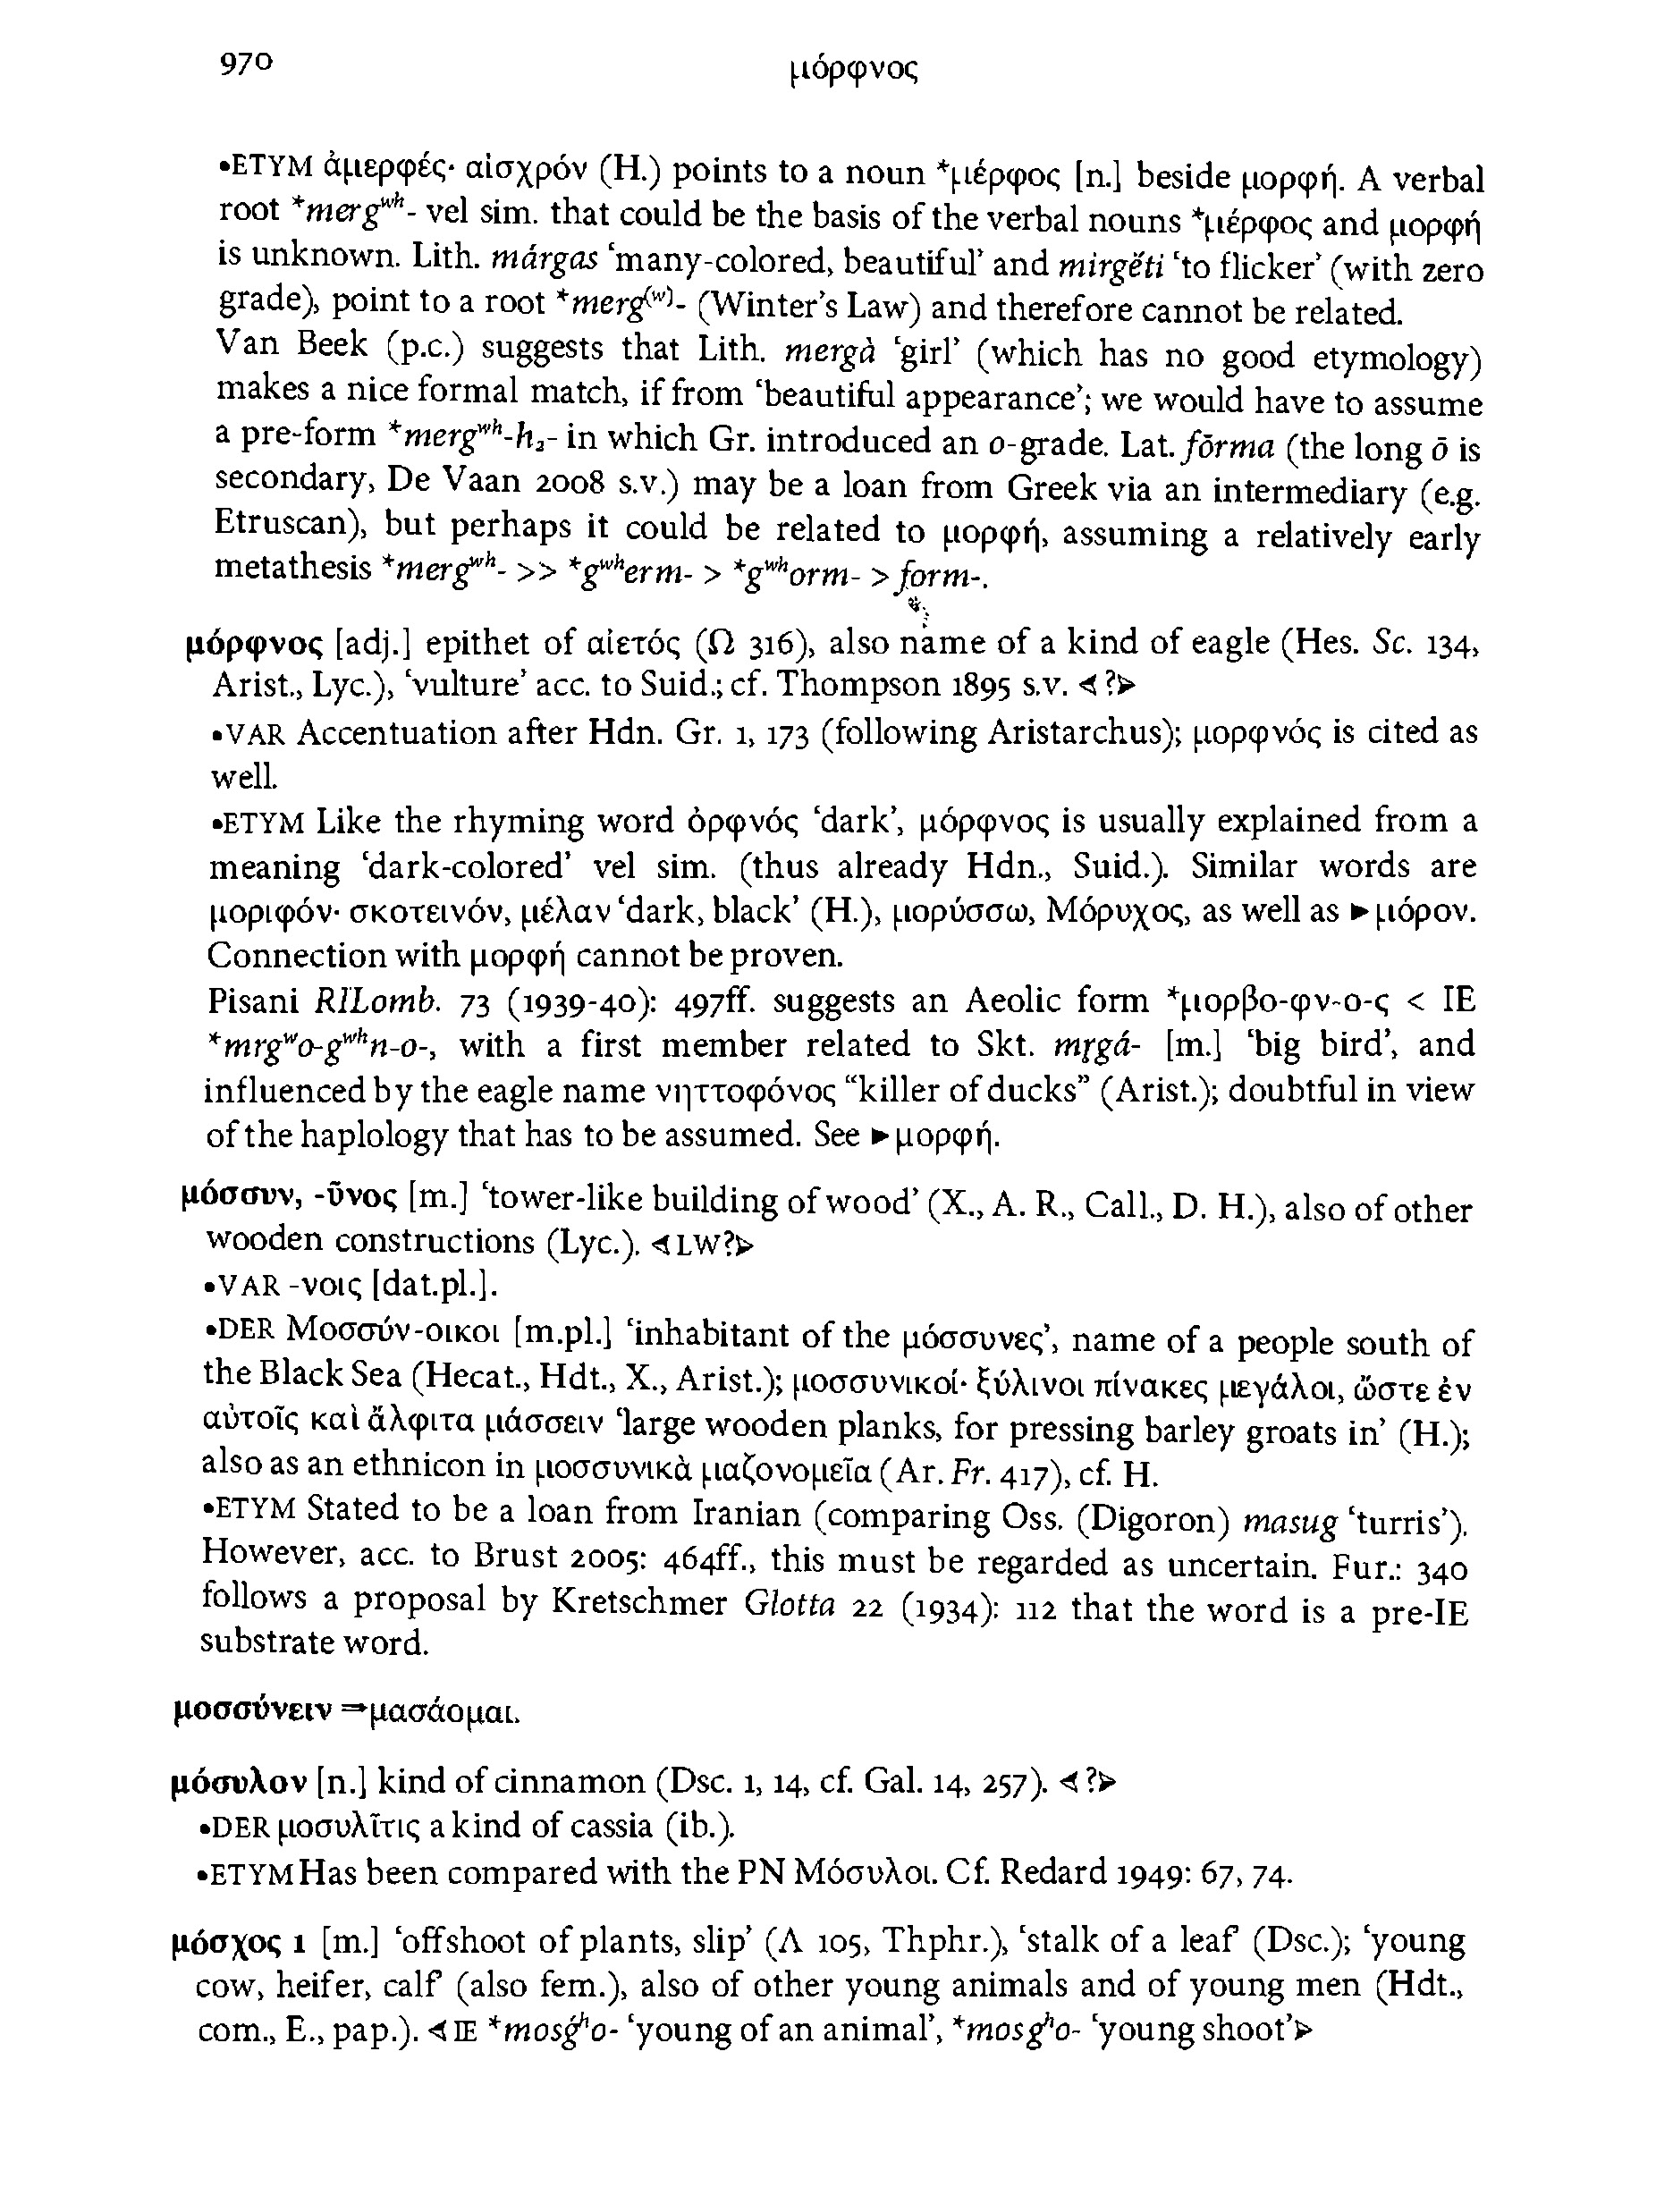 970 μόρφνος
•ETYM ἀμερφές· αἰσχρόν (H.) points to a noun *μέρφος [n.] beside μορφή. A verbal
root *mergʷʰ- vel sim. that could be the basis of the verbal nouns *μέρφος and μορφή
is unknown. Lith. márgas ‘many-colored, beautiful’ and mirgė́ti ‘to flicker’ (with zero
grade), point to a root *merg⁽ʷ⁾- (Winter’s Law) and therefore cannot be related.
Van Beek (p.c.) suggests that Lith. mergà ‘girl’ (which has no good etymology)
makes a nice formal match, if from ‘beautiful appearance’; we would have to assume
a pre-form *mergʷʰ-h₂- in which Gr. introduced an o-grade. Lat. fōrma (the long ō is
secondary, De Vaan 2008 s.v.) may be a loan from Greek via an intermediary (e.g.
Etruscan), but perhaps it could be related to μορφή, assuming a relatively early
metathesis *mergʷʰ- >> *gʷʰerm- > *gʷʰorm- > form-.
μόρφνος [adj.] epithet of αἰετός (Ω 316), also name of a kind of eagle (Hes. Sc. 134,
Arist., Lyc.), ‘vulture’ acc. to Suid.; cf. Thompson 1895 s.v. ⊲?⊳
•VAR Accentuation after Hdn. Gr. 1, 173 (following Aristarchus); μορφνός is cited as
well.
•ETYM Like the rhyming word ὀρφνός ‘dark’, μόρφνος is usually explained from a
meaning ‘dark-colored’ vel sim. (thus already Hdn., Suid.). Similar words are
μοριφόν· σκοτεινόν, μέλαν ‘dark, black’ (H.), μορύσσω, Μόρυχος, as well as ►μόρον.
Connection with μορφή cannot be proven.
Pisani RILomb. 73 (1939-40): 497ff. suggests an Aeolic form *μορβο-φν-ο-ς < IE
*mrgʷo-gʷʰn-o-, with a first member related to Skt. mṛgá- [m.] ‘big bird’, and
influenced by the eagle name νηττοφόνος “killer of ducks” (Arist.); doubtful in view
of the haplology that has to be assumed. See ►μορφή.
μόσσυν, -ῦνος [m.] ‘tower-like building of wood’ (X., A. R., Call., D. H.), also of other
wooden constructions (Lyc.). ⊲LW?⊳
•VAR -νοις [dat.pl.].
•DER Μοσσύν-οικοι [m.pl.] ‘inhabitant of the μόσσυνες’, name of a people south of
the Black Sea (Hecat., Hdt., X., Arist.); μοσσυνικοί· ξύλινοι πίνακες μεγάλοι, ὥστε ἐν
αὐτοῖς καὶ ἄλφιτα μάσσειν ‘large wooden planks, for pressing barley groats in’ (H.);
also as an ethnicon in μοσσυνικὰ μαζονομεῖα (Ar. Fr. 417), cf. H.
•ETYM Stated to be a loan from Iranian (comparing Oss. (Digoron) masug ‘turris’).
However, acc. to Brust 2005: 464ff., this must be regarded as uncertain. Fur.: 340
follows a proposal by Kretschmer Glotta 22 (1934): 112 that the word is a pre-IE
substrate word.
μοσσύνειν ⇒μασάομαι.
μόσυλον [n.] kind of cinnamon (Dsc. 1, 14, cf. Gal. 14, 257). ⊲?⊳
•DER μοσυλῖτις a kind of cassia (ib.).
•ETYM Has been compared with the PN Μόσυλοι. Cf. Redard 1949: 67, 74.
μόσχος 1 [m.] ‘offshoot of plants, slip’ (Λ 105, Thphr.), ‘stalk of a leaf’ (Dsc.); ‘young
cow, heifer, calf’ (also fem.), also of other young animals and of young men (Hdt.,
com., E., pap.). ⊲IE *mosǵʰo- ‘young of an animal’, *mosgʰo- ‘young shoot’⊳